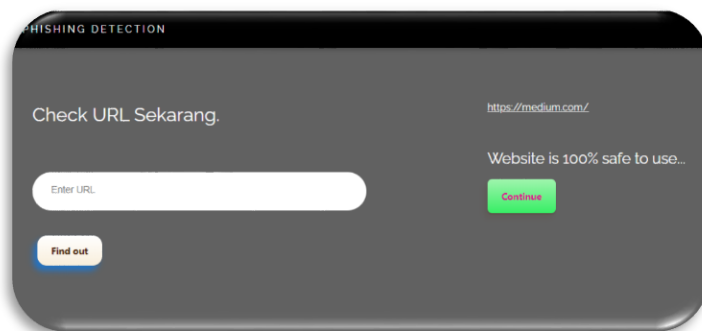 PHISHING DETECTION
Check URL Sekarang.
Enter URL
Find out
https://medium.com/
Website is 100% safe to use...
Continue